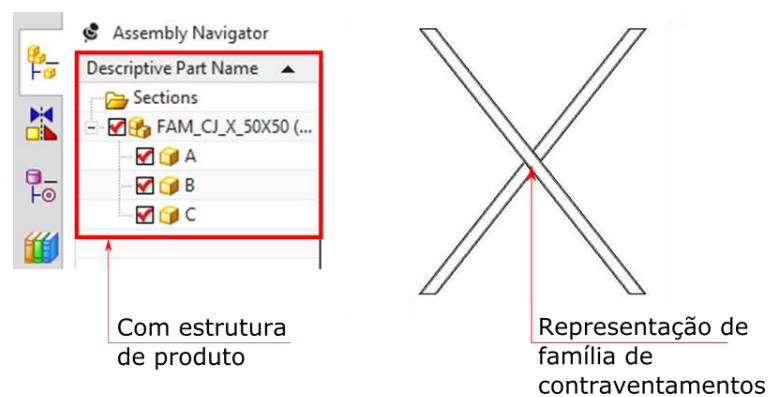 Assembly Navigator
Descriptive Part Name
Sections
FAM_CJ_X_50X50 (...
A
B
C
Com estrutura
de produto
Representação de
família de
contraventamentos